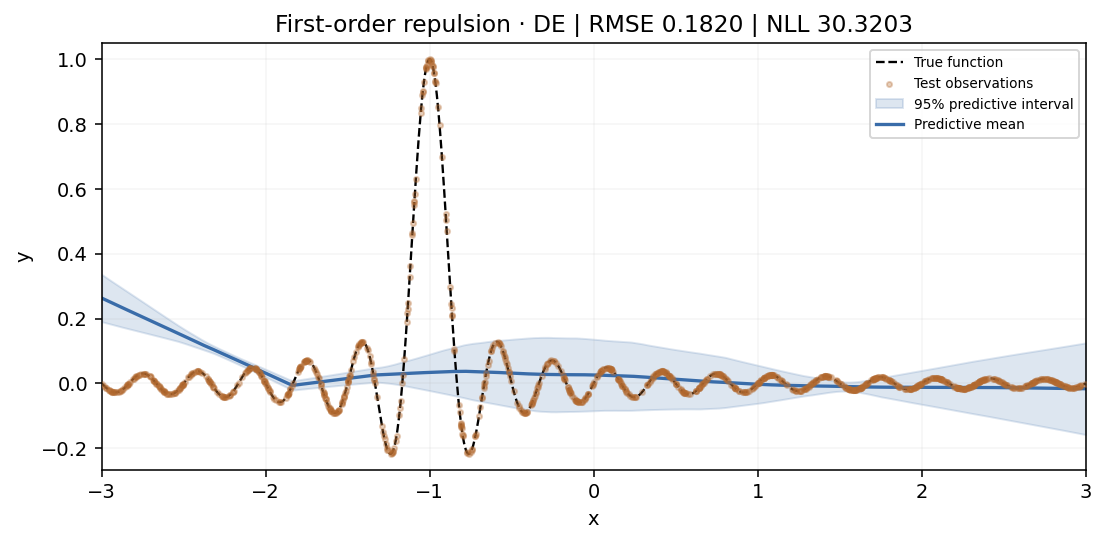 First-order repulsion · DE | RMSE 0.1820 | NLL 30.3203
True function
Test observations
95% predictive interval
Predictive mean
y
1.0
0.8
0.6
0.4
0.2
0.0
−0.2
−3
−2
−1
0
1
2
3
x